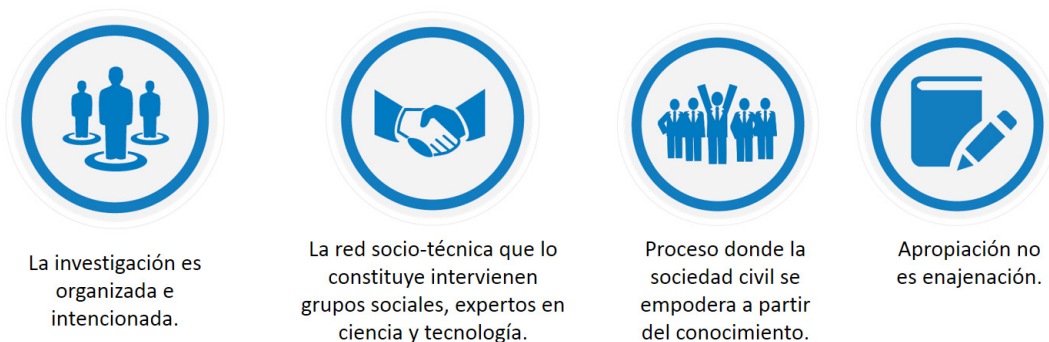 La investigación es
organizada e
intencionada.
La red socio-técnica que lo
constituye intervienen
grupos sociales, expertos en
ciencia y tecnología.
Proceso donde la
sociedad civil se
empodera a partir
del conocimiento.
Apropiación no
es enajenación.